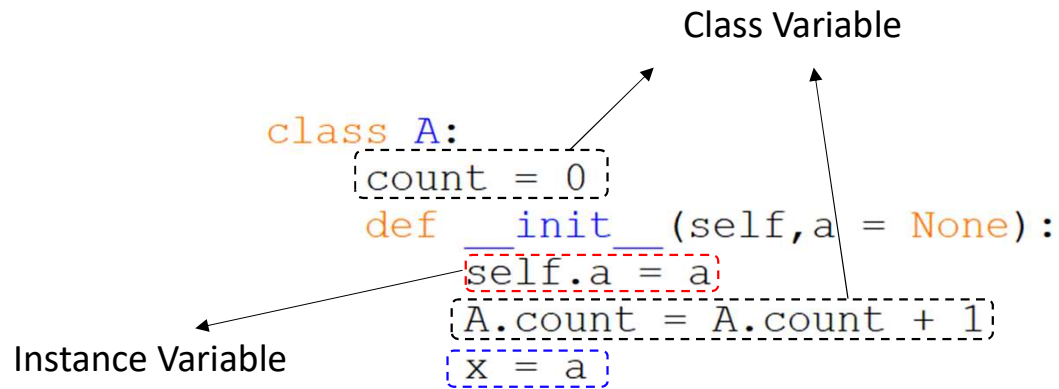 Class Variable
class A:
count = 0
def __init__(self,a = None):
self.a = a
A.count = A.count + 1
Instance Variable
x = a